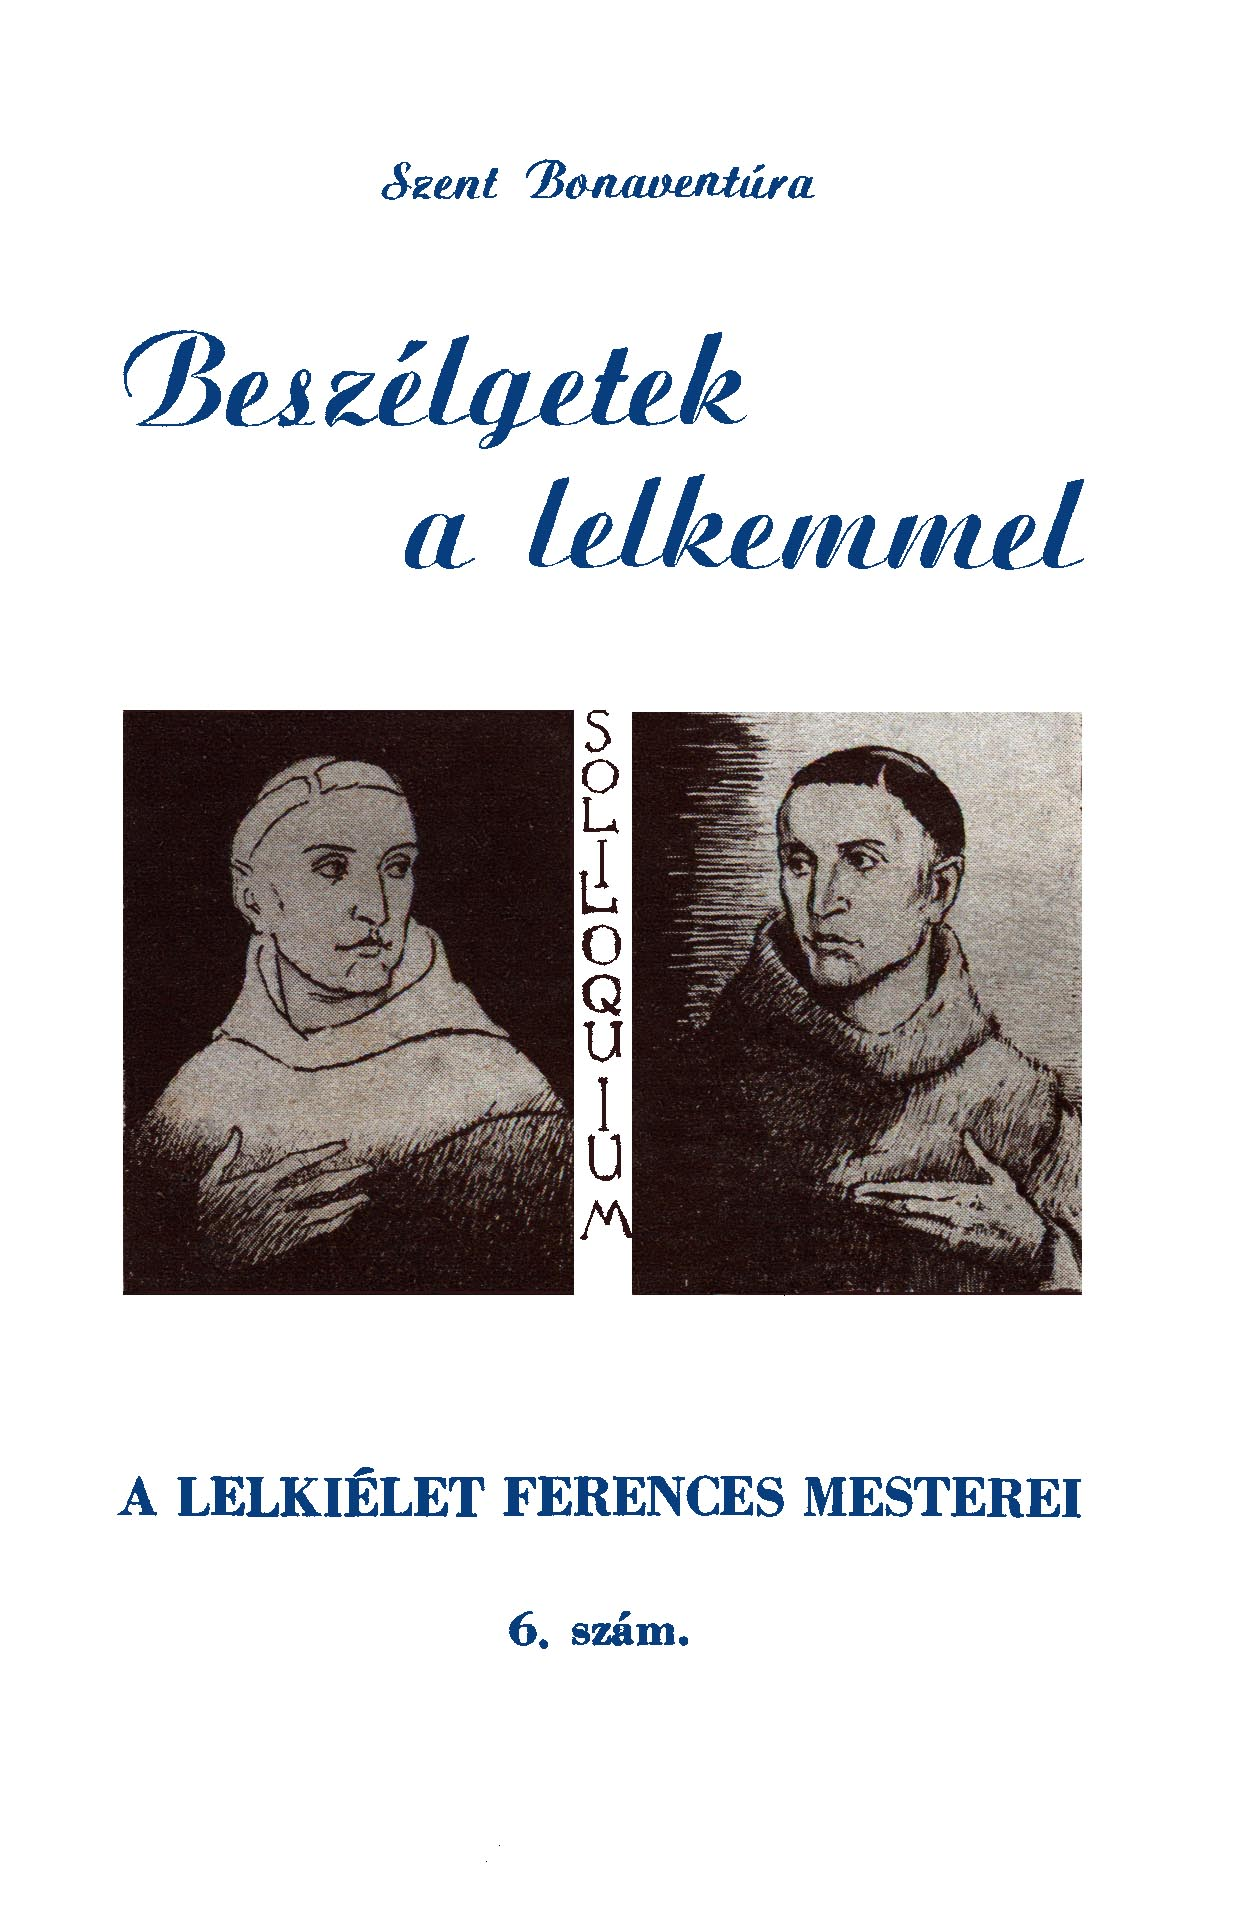 Szent Bonaventúra
Beszélgetek
a lelkemmel
SOLILOQUIUM
A LELKIÉLET FERENCES MESTEREI
6. szám.